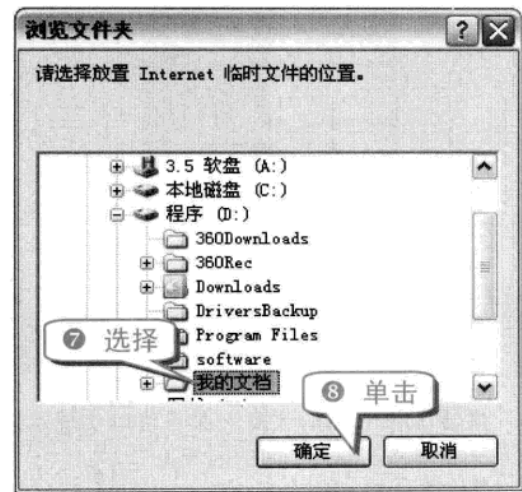 浏览文件夹
请选择放置 Internet 临时文件的位置。
3.5 软盘 (A:)
本地磁盘 (C:)
程序 (D:)
360Downloads
360Rec
Downloads
DriversBackup
Program Files
software
我的文档
❼ 选择
❽ 单击
确定
取消